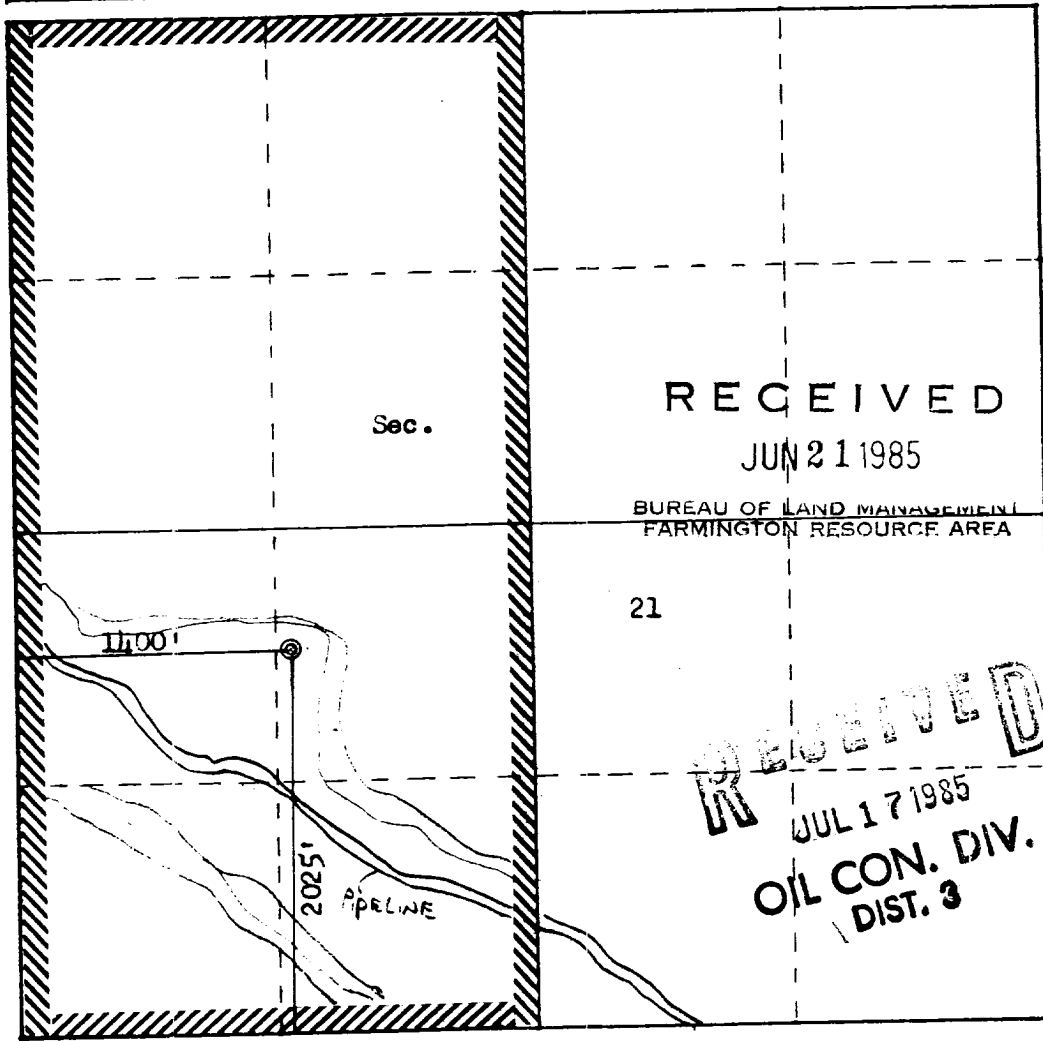 RECEIVED
Sec.
JUN 21 1985
BUREAU OF LAND MANAGEMENT
FARMINGTON RESOURCE AREA
21
1400'
RECEIVED
JUL 17 1985
OIL CON. DIV.
DIST. 3
2025'
PIPELINE